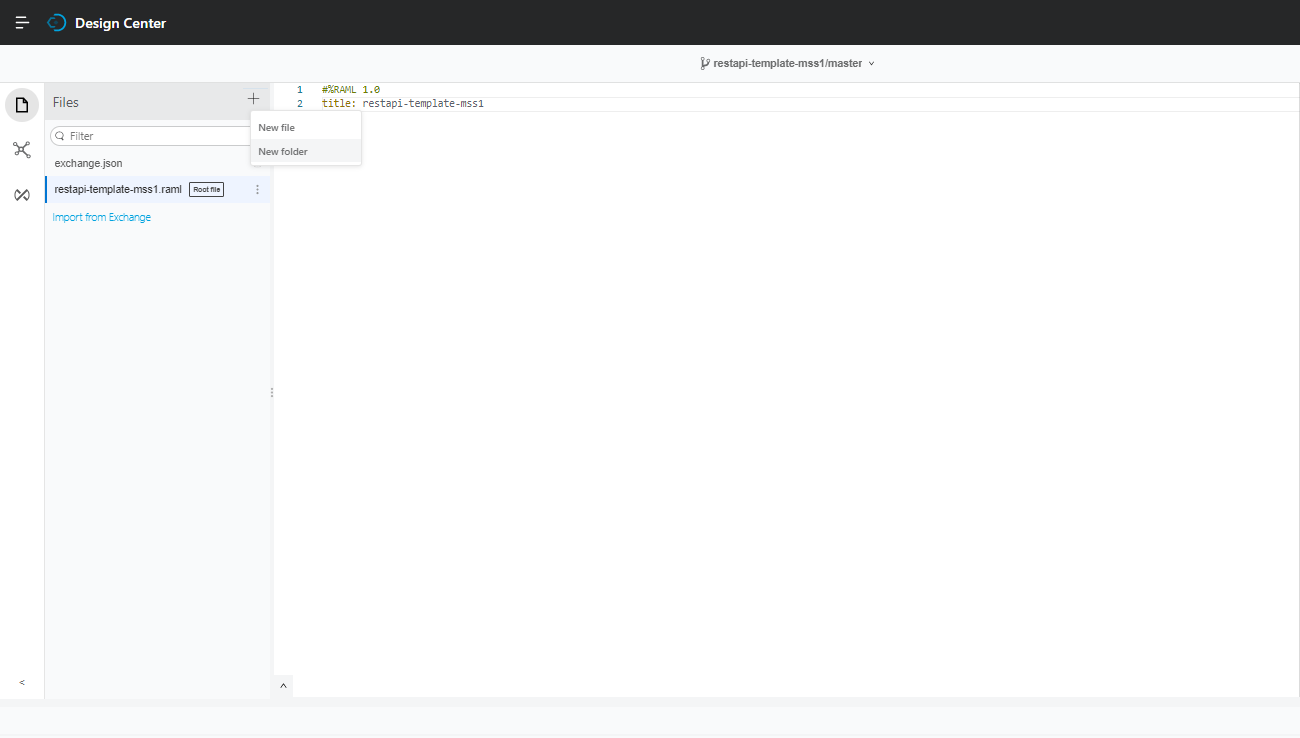 Design Center
restapi-template-mss1/master
Files
Filter
exchange.json
restapi-template-mss1.raml Root file
Import from Exchange
New file
New folder
1 #%RAML 1.0
2 title: restapi-template-mss1